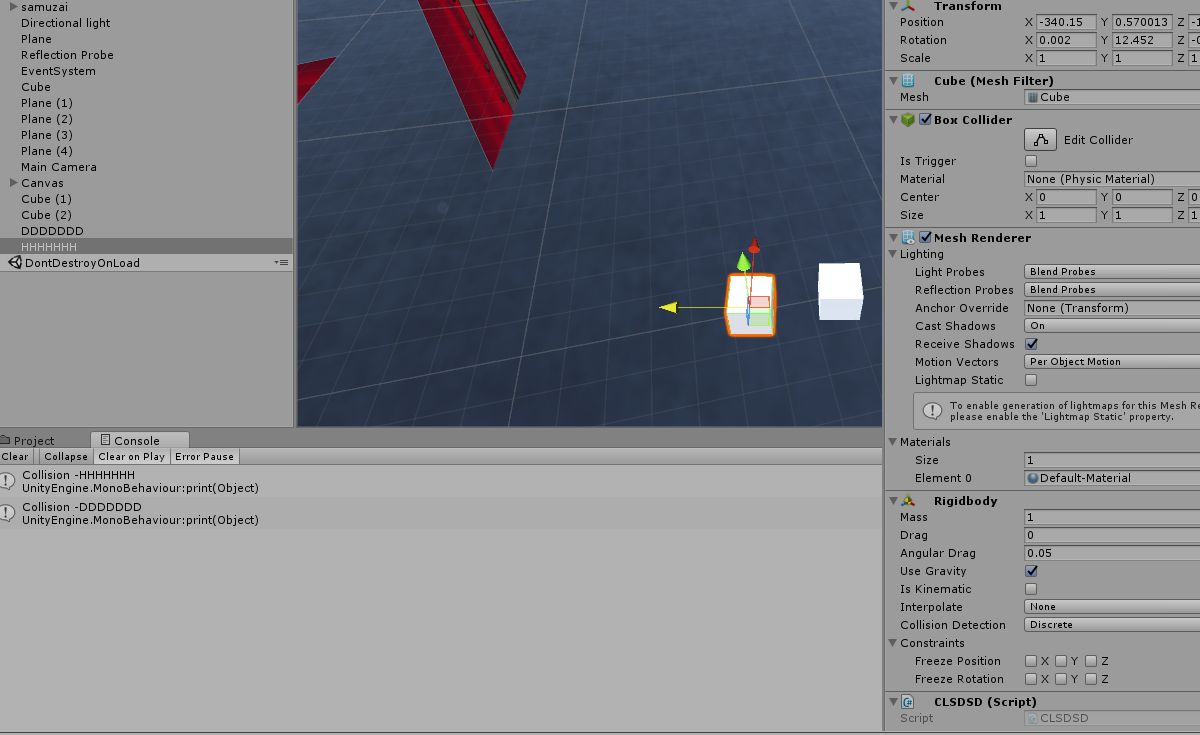 samuzai
Directional light
Plane
Reflection Probe
EventSystem
Cube
Plane (1)
Plane (2)
Plane (3)
Plane (4)
Main Camera
Canvas
Cube (1)
Cube (2)
DDDDDDD
HHHHHHH
DontDestroyOnLoad
Project
Console
Clear Collapse Clear on Play Error Pause
Collision -HHHHHHH
UnityEngine.MonoBehaviour:print(Object)
Collision -DDDDDDD
UnityEngine.MonoBehaviour:print(Object)
Transform
Position X -340.15 Y 0.570013 Z
Rotation X 0.002 Y 12.452 Z
Scale X 1 Y 1 Z 1
Cube (Mesh Filter)
Mesh Cube
Box Collider
Edit Collider
Is Trigger
Material None (Physic Material)
Center X 0 Y 0 Z 0
Size X 1 Y 1 Z 1
Mesh Renderer
Lighting
Light Probes Blend Probes
Reflection Probes Blend Probes
Anchor Override None (Transform)
Cast Shadows On
Receive Shadows
Motion Vectors Per Object Motion
Lightmap Static
To enable generation of lightmaps for this Mesh Re
please enable the 'Lightmap Static' property.
Materials
Size 1
Element 0 Default-Material
Rigidbody
Mass 1
Drag 0
Angular Drag 0.05
Use Gravity
Is Kinematic
Interpolate None
Collision Detection Discrete
Constraints
Freeze Position X Y Z
Freeze Rotation X Y Z
CLSDSD (Script)
Script CLSDSD